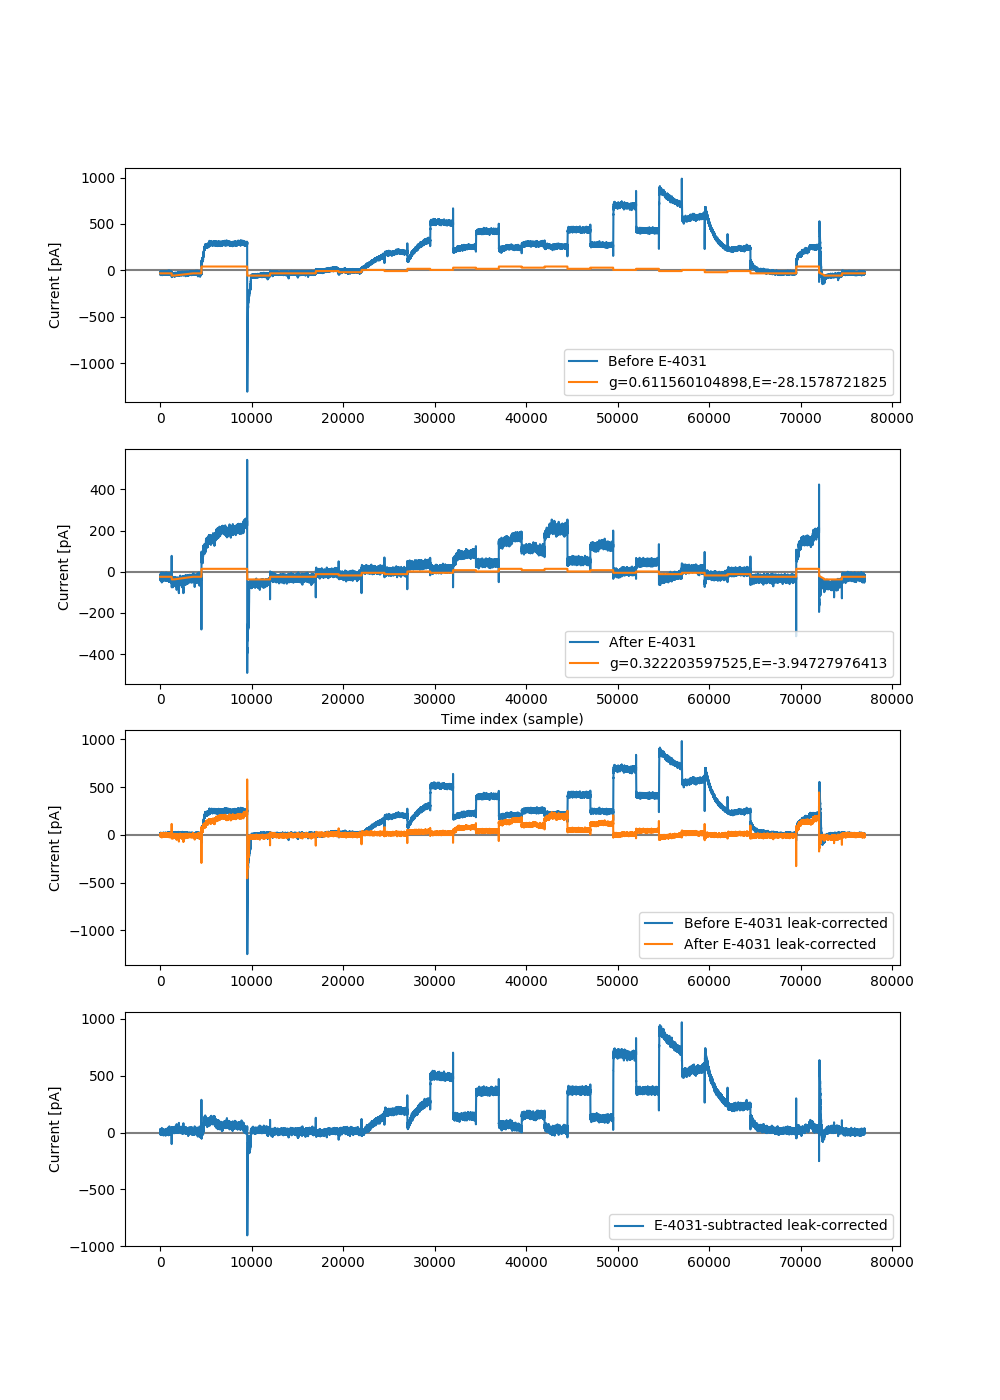 1000
500
0
−500
−1000
Current [pA]
Before E-4031
g=0.611560104898,E=-28.1578721825
0 10000 20000 30000 40000 50000 60000 70000 80000
400
200
0
−200
−400
Current [pA]
After E-4031
g=0.322203597525,E=-3.94727976413
0 10000 20000 30000 40000 50000 60000 70000 80000
Time index (sample)
1000
500
0
−500
−1000
Current [pA]
Before E-4031 leak-corrected
After E-4031 leak-corrected
0 10000 20000 30000 40000 50000 60000 70000 80000
1000
500
0
−500
−1000
Current [pA]
E-4031-subtracted leak-corrected
0 10000 20000 30000 40000 50000 60000 70000 80000